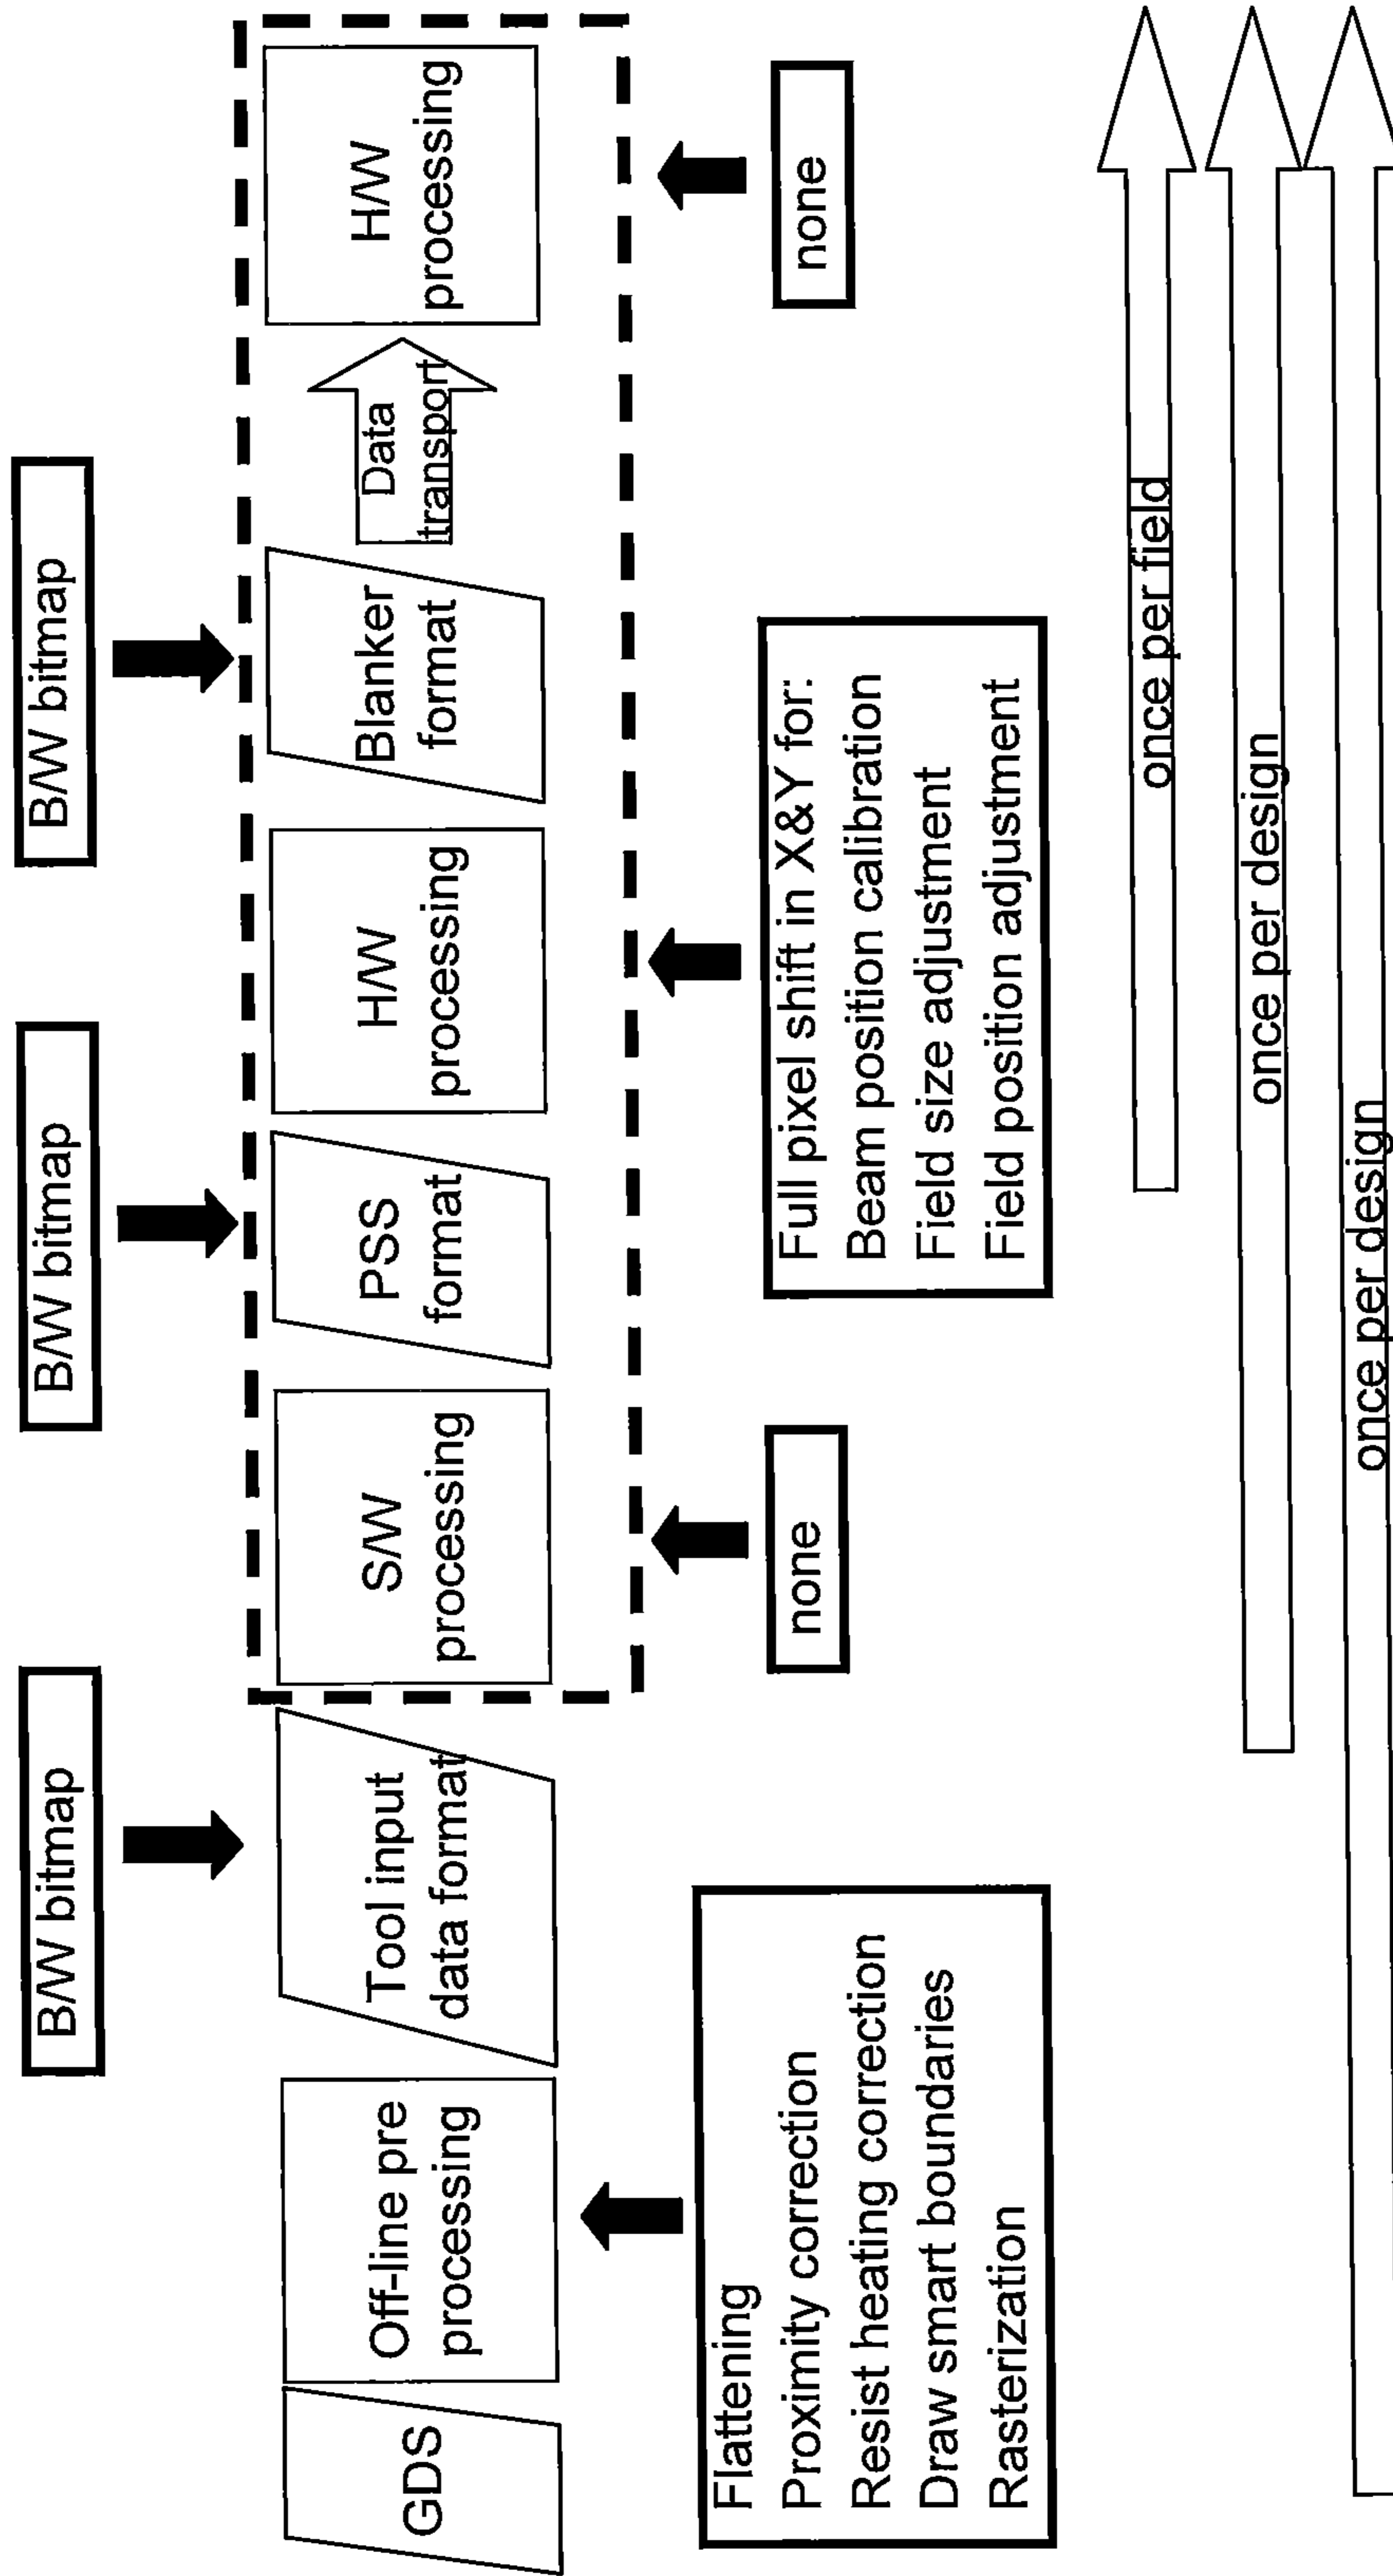 B/W bitmap
B/W bitmap
B/W bitmap
GDS
Off-line pre
processing
Tool input
data format
S/W
processing
PSS
format
H/W
processing
Blanker
format
Data
transport
H/W
processing
Flattening
Proximity correction
Resist heating correction
Draw smart boundaries
Rasterization
none
Full pixel shift in X&Y for:
Beam position calibration
Field size adjustment
Field position adjustment
none
once per field
once per design
once per design